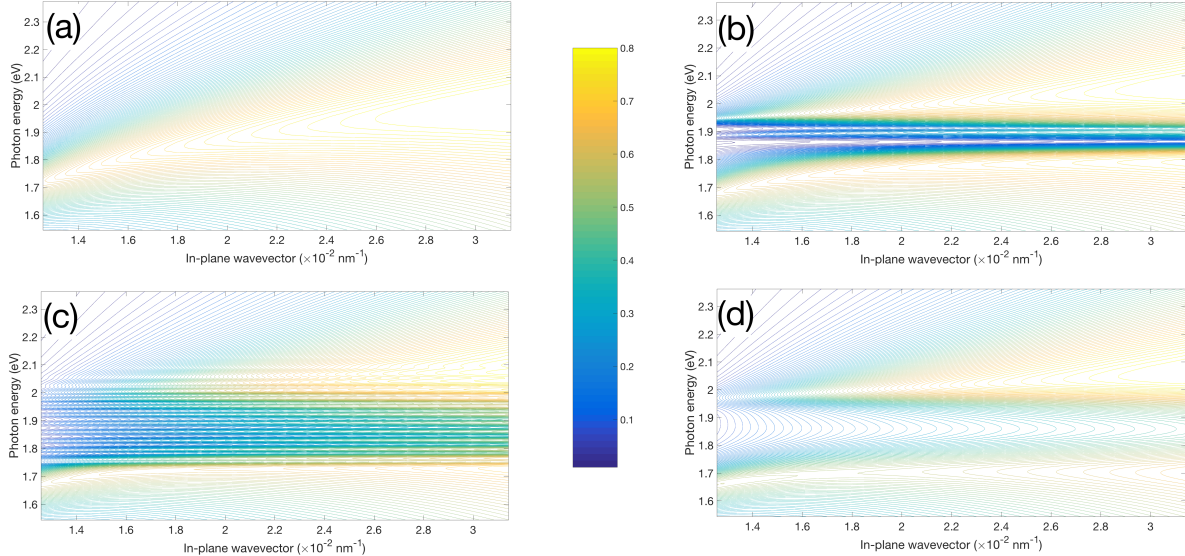 (a)
2.3
2.2
2.1
2
1.9
1.8
1.7
1.6
Photon energy (eV)
1.4 1.6 1.8 2 2.2 2.4 2.6 2.8 3
In-plane wavevector (×10⁻² nm⁻¹)
0.8
0.7
0.6
0.5
0.4
0.3
0.2
0.1
(b)
2.3
2.2
2.1
2
1.9
1.8
1.7
1.6
Photon energy (eV)
1.4 1.6 1.8 2 2.2 2.4 2.6 2.8 3
In-plane wavevector (×10⁻² nm⁻¹)
(c)
2.3
2.2
2.1
2
1.9
1.8
1.7
1.6
Photon energy (eV)
1.4 1.6 1.8 2 2.2 2.4 2.6 2.8 3
In-plane wavevector (×10⁻² nm⁻¹)
(d)
2.3
2.2
2.1
2
1.9
1.8
1.7
1.6
Photon energy (eV)
1.4 1.6 1.8 2 2.2 2.4 2.6 2.8 3
In-plane wavevector (×10⁻² nm⁻¹)